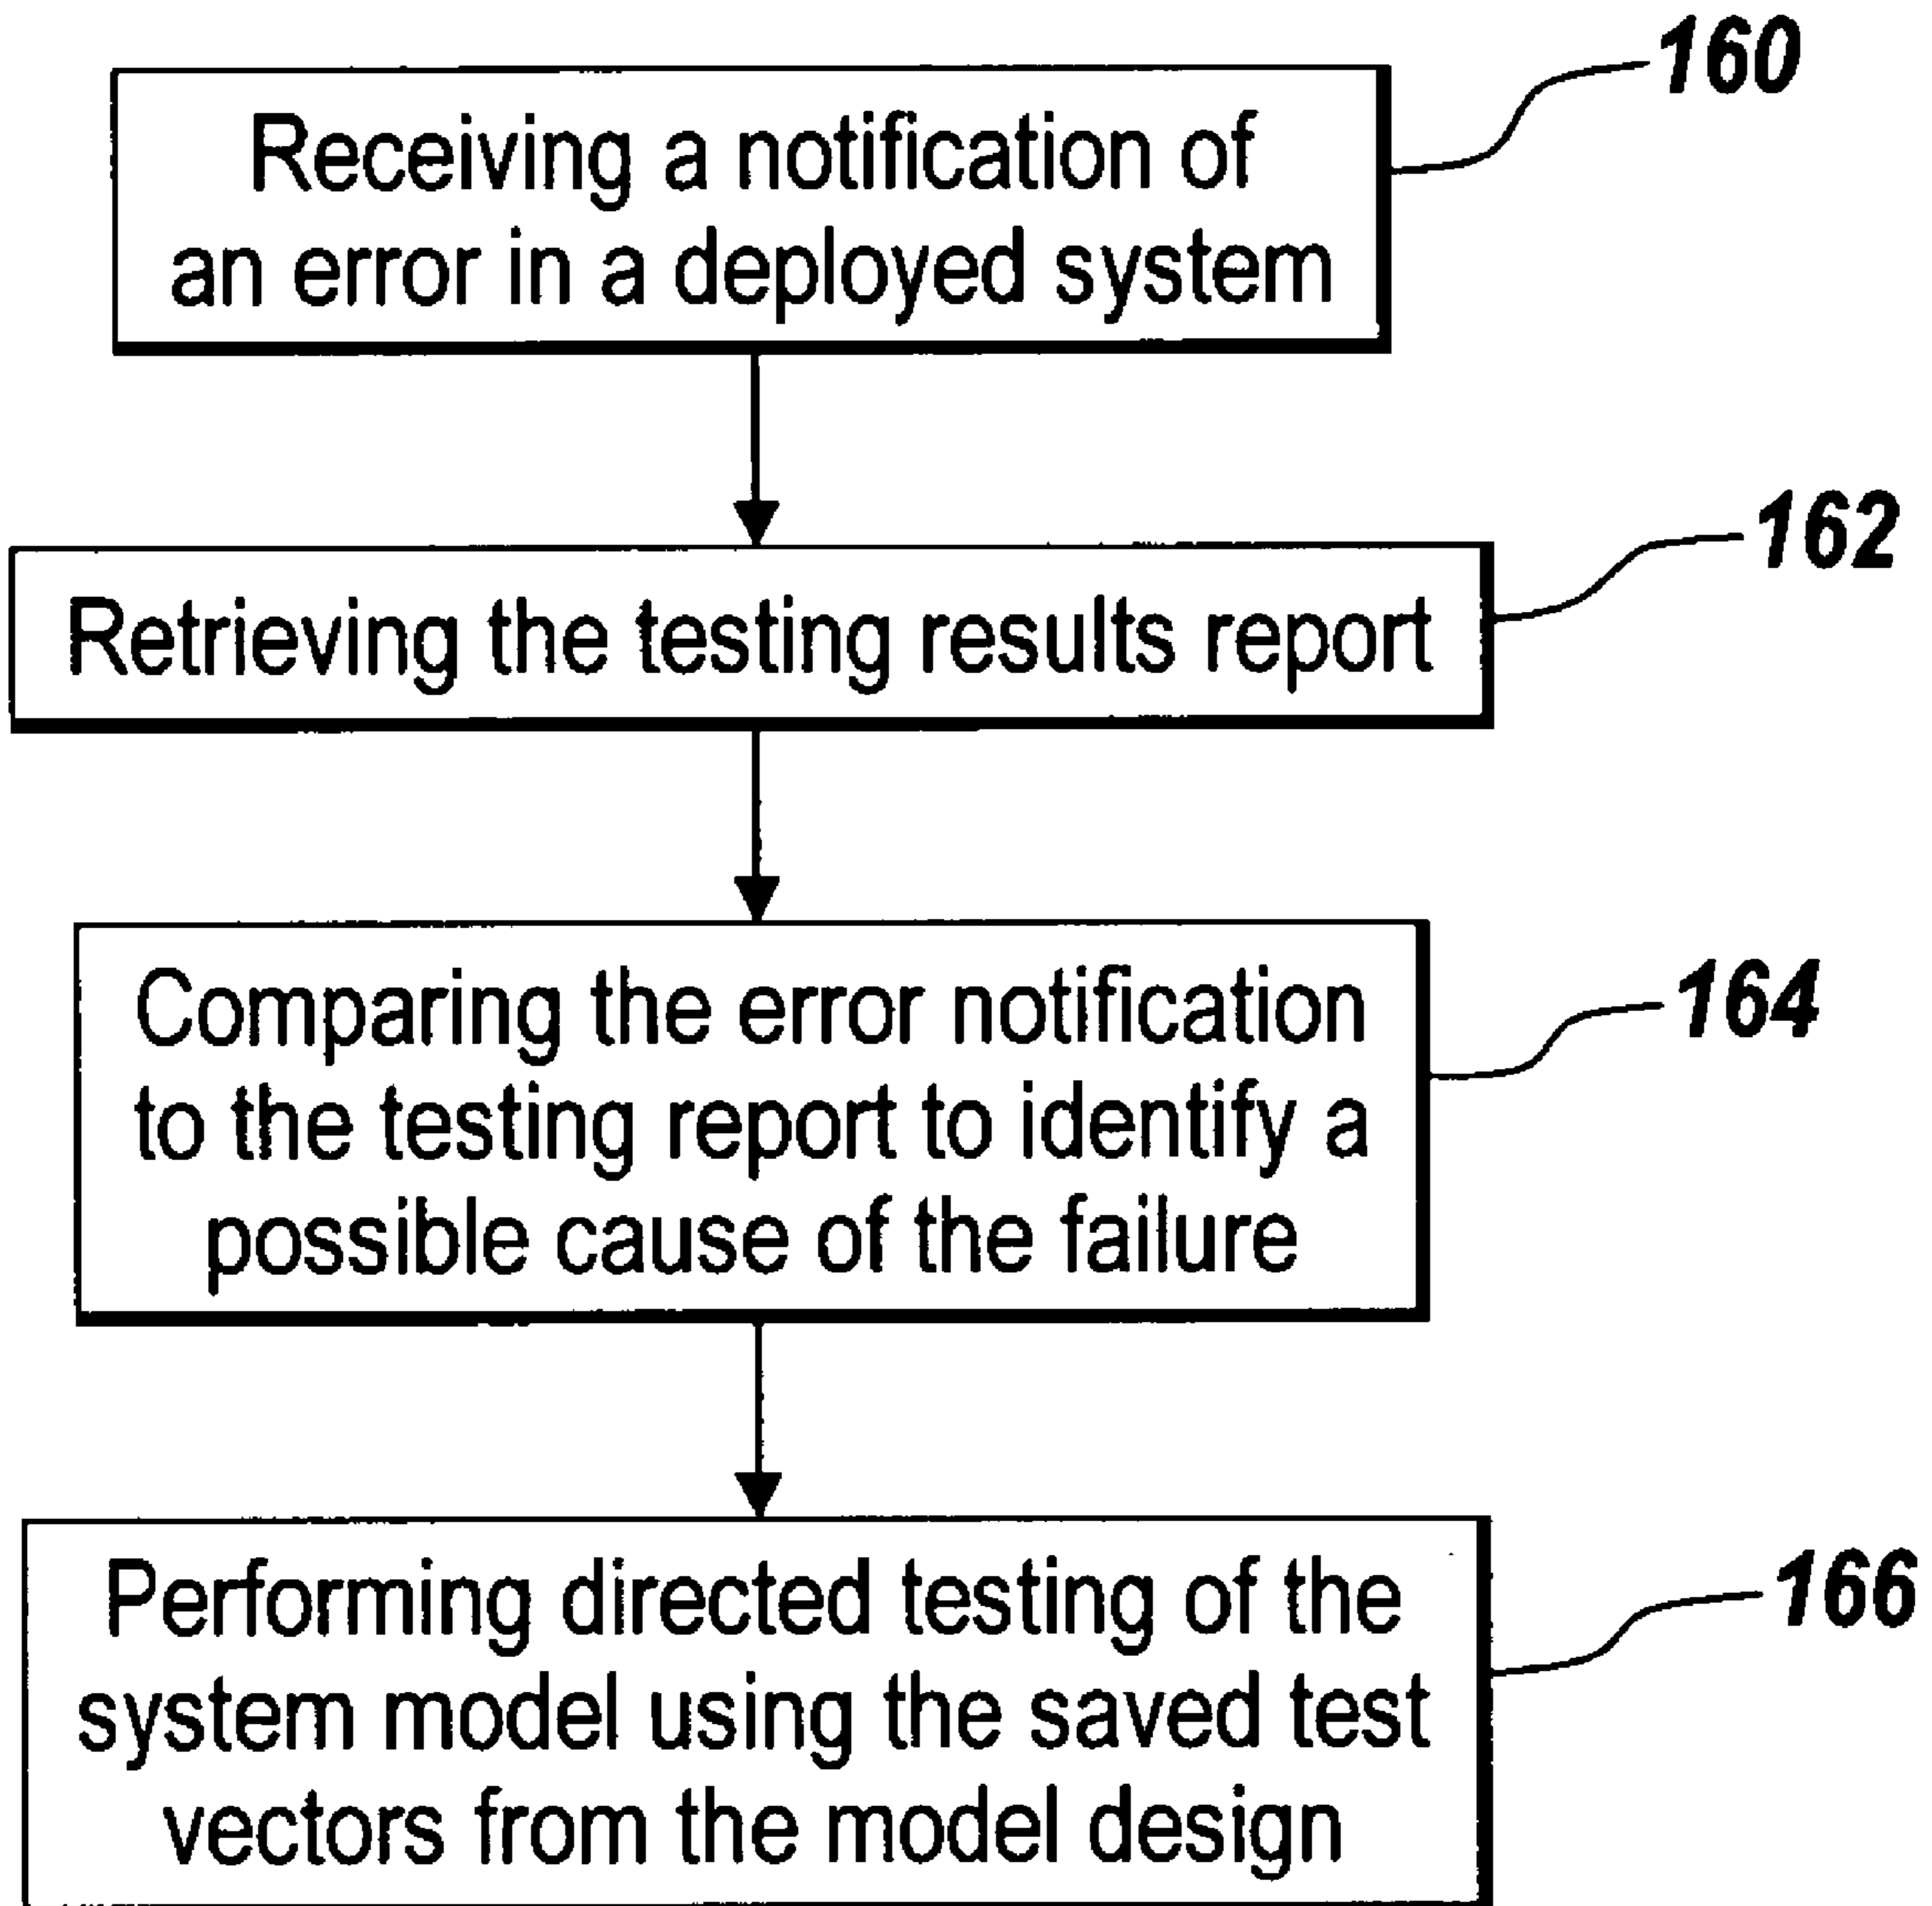 160
Receiving a notification of
an error in a deployed system
162
Retrieving the testing results report
164
Comparing the error notification
to the testing report to identify a
possible cause of the failure
166
Performing directed testing of the
system model using the saved test
vectors from the model design